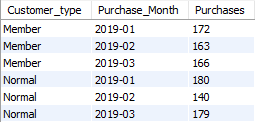 Customer_type Purchase_Month Purchases
Member 2019-01 172
Member 2019-02 163
Member 2019-03 166
Normal 2019-01 180
Normal 2019-02 140
Normal 2019-03 179